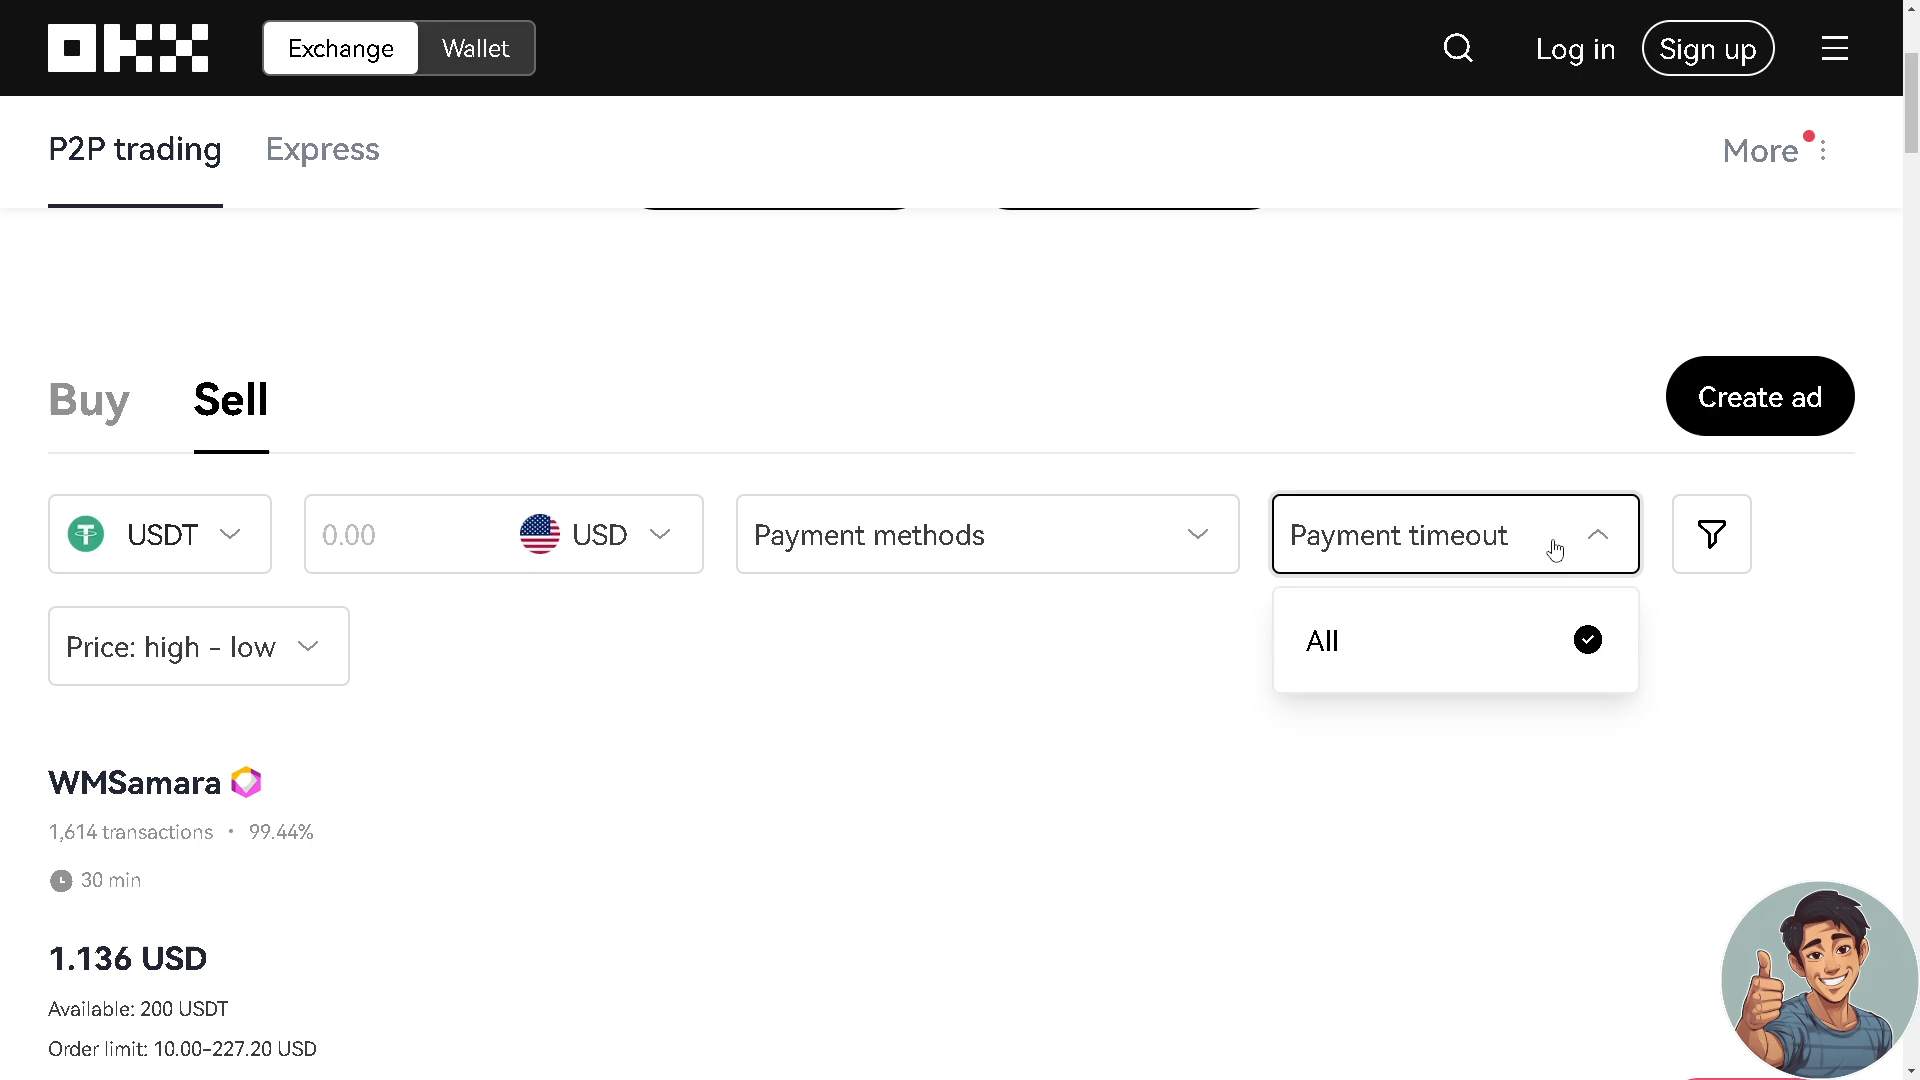 OKX
Exchange
Wallet
Log in
Sign up
P2P trading
Express
More
Buy
Sell
Create ad
USDT
0.00
USD
Payment methods
Payment timeout
All
Price: high - low
WMSamara
1,614 transactions • 99.44%
30 min
1.136 USD
Available: 200 USDT
Order limit: 10.00-227.20 USD